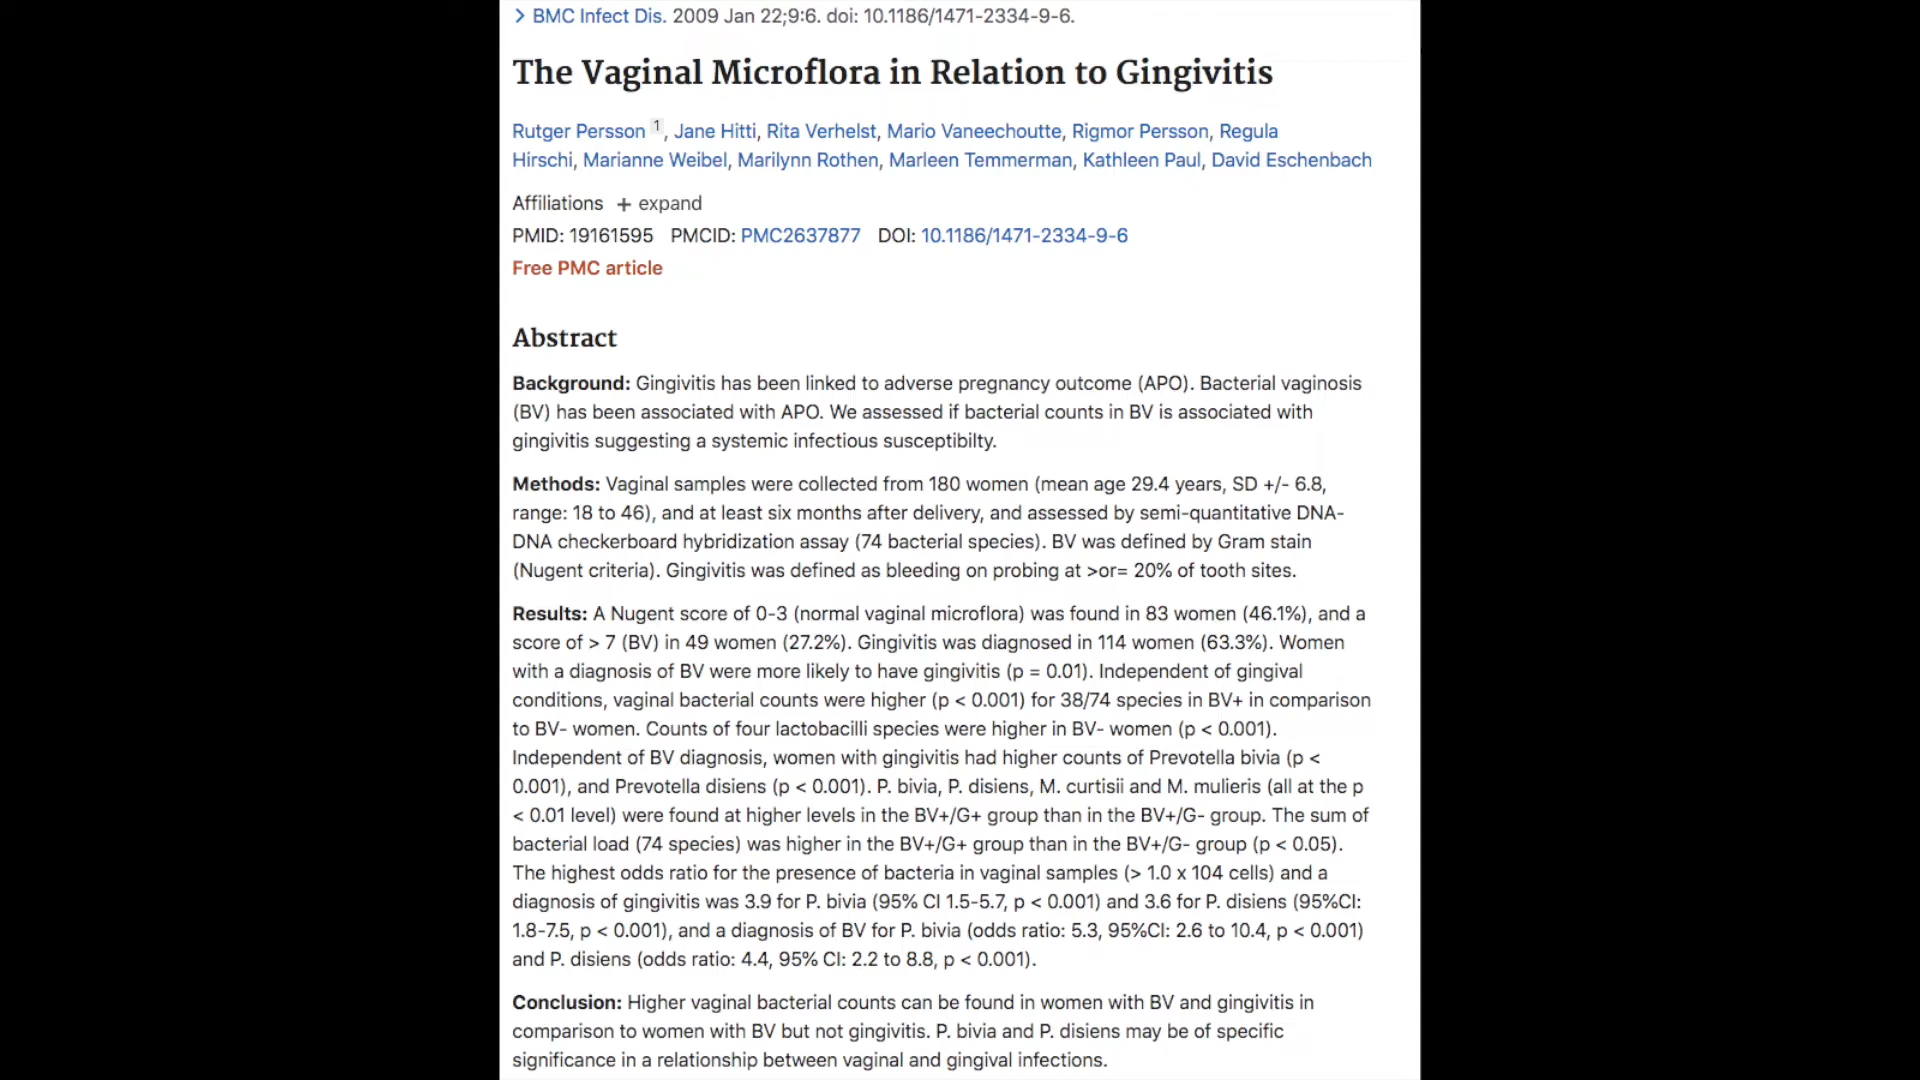 > BMC Infect Dis. 2009 Jan 22;9:6. doi: 10.1186/1471-2334-9-6.
The Vaginal Microflora in Relation to Gingivitis
Rutger Persson 1, Jane Hitti, Rita Verhelst, Mario Vaneechoutte, Rigmor Persson, Regula
Hirschi, Marianne Weibel, Marilynn Rothen, Marleen Temmerman, Kathleen Paul, David Eschenbach
Affiliations + expand
PMID: 19161595 PMCID: PMC2637877 DOI: 10.1186/1471-2334-9-6
Free PMC article
Abstract
Background: Gingivitis has been linked to adverse pregnancy outcome (APO). Bacterial vaginosis
(BV) has been associated with APO. We assessed if bacterial counts in BV is associated with
gingivitis suggesting a systemic infectious susceptibilty.
Methods: Vaginal samples were collected from 180 women (mean age 29.4 years, SD +/- 6.8,
range: 18 to 46), and at least six months after delivery, and assessed by semi-quantitative DNA-
DNA checkerboard hybridization assay (74 bacterial species). BV was defined by Gram stain
(Nugent criteria). Gingivitis was defined as bleeding on probing at >or= 20% of tooth sites.
Results: A Nugent score of 0-3 (normal vaginal microflora) was found in 83 women (46.1%), and a
score of > 7 (BV) in 49 women (27.2%). Gingivitis was diagnosed in 114 women (63.3%). Women
with a diagnosis of BV were more likely to have gingivitis (p = 0.01). Independent of gingival
conditions, vaginal bacterial counts were higher (p < 0.001) for 38/74 species in BV+ in comparison
to BV- women. Counts of four lactobacilli species were higher in BV- women (p < 0.001).
Independent of BV diagnosis, women with gingivitis had higher counts of Prevotella bivia (p <
0.001), and Prevotella disiens (p < 0.001). P. bivia, P. disiens, M. curtisii and M. mulieris (all at the p
< 0.01 level) were found at higher levels in the BV+/G+ group than in the BV+/G- group. The sum of
bacterial load (74 species) was higher in the BV+/G+ group than in the BV+/G- group (p < 0.05).
The highest odds ratio for the presence of bacteria in vaginal samples (> 1.0 x 104 cells) and a
diagnosis of gingivitis was 3.9 for P. bivia (95% CI 1.5-5.7, p < 0.001) and 3.6 for P. disiens (95%CI:
1.8-7.5, p < 0.001), and a diagnosis of BV for P. bivia (odds ratio: 5.3, 95%CI: 2.6 to 10.4, p < 0.001)
and P. disiens (odds ratio: 4.4, 95% CI: 2.2 to 8.8, p < 0.001).
Conclusion: Higher vaginal bacterial counts can be found in women with BV and gingivitis in
comparison to women with BV but not gingivitis. P. bivia and P. disiens may be of specific
significance in a relationship between vaginal and gingival infections.